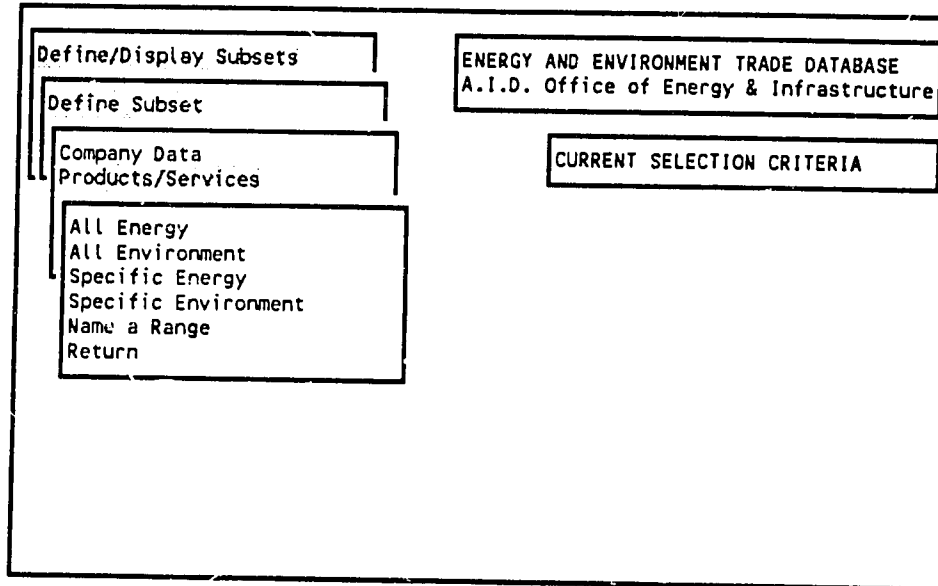 Define/Display Subsets
Define Subset
Company Data
Products/Services
All Energy
All Environment
Specific Energy
Specific Environment
Name a Range
Return
ENERGY AND ENVIRONMENT TRADE DATABASE
A.I.D. Office of Energy & Infrastructure
CURRENT SELECTION CRITERIA